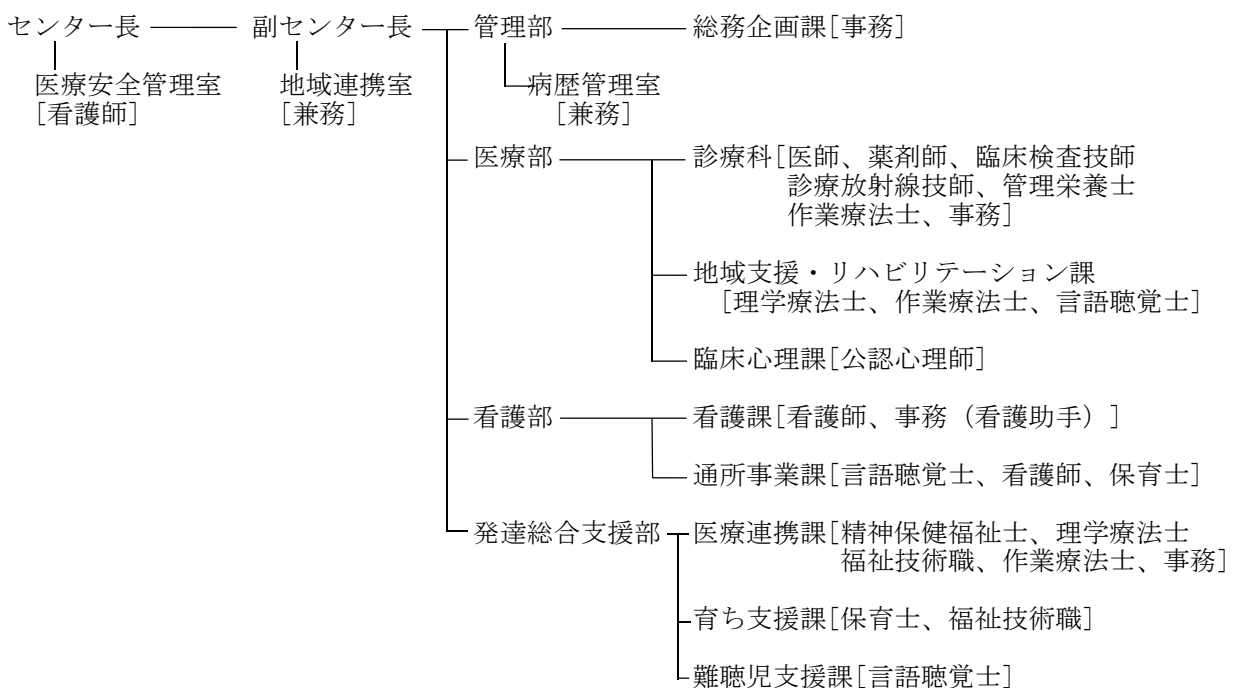 センター長 副センター長 管理部 総務企画課[事務]
医療安全管理室 地域連携室 病歴管理室
[看護師] [兼務] [兼務]
医療部 診療科[医師、薬剤師、臨床検査技師
診療放射線技師、管理栄養士
作業療法士、事務]
地域支援・リハビリテーション課
[理学療法士、作業療法士、言語聴覚士]
臨床心理課[公認心理師]
看護部 看護課[看護師、事務（看護助手）]
通所事業課[言語聴覚士、看護師、保育士]
発達総合支援部 医療連携課[精神保健福祉士、理学療法士
福祉技術職、作業療法士、事務]
育ち支援課[保育士、福祉技術職]
難聴児支援課[言語聴覚士]